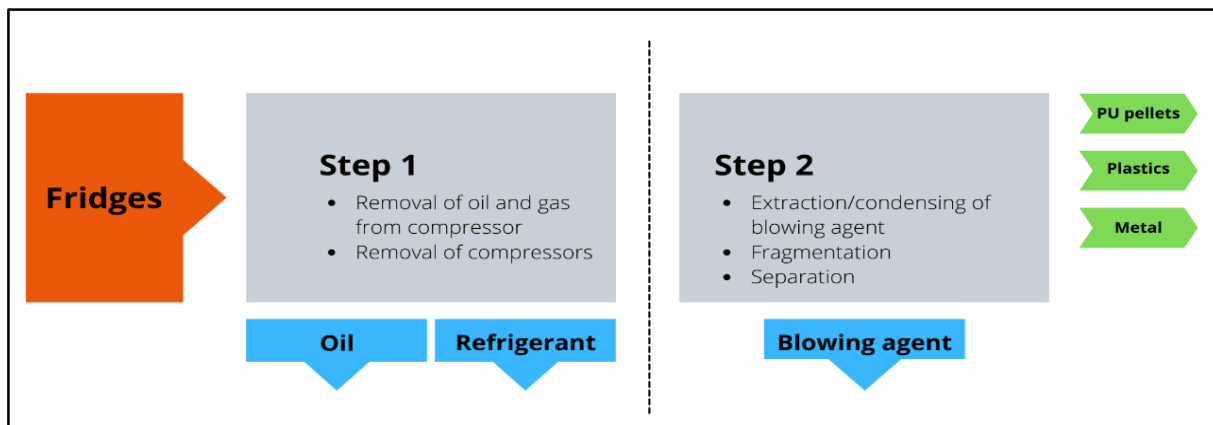 Fridges
Step 1
• Removal of oil and gas
from compressor
• Removal of compressors
Oil
Refrigerant
Step 2
• Extraction/condensing of
blowing agent
• Fragmentation
• Separation
Blowing agent
PU pellets
Plastics
Metal